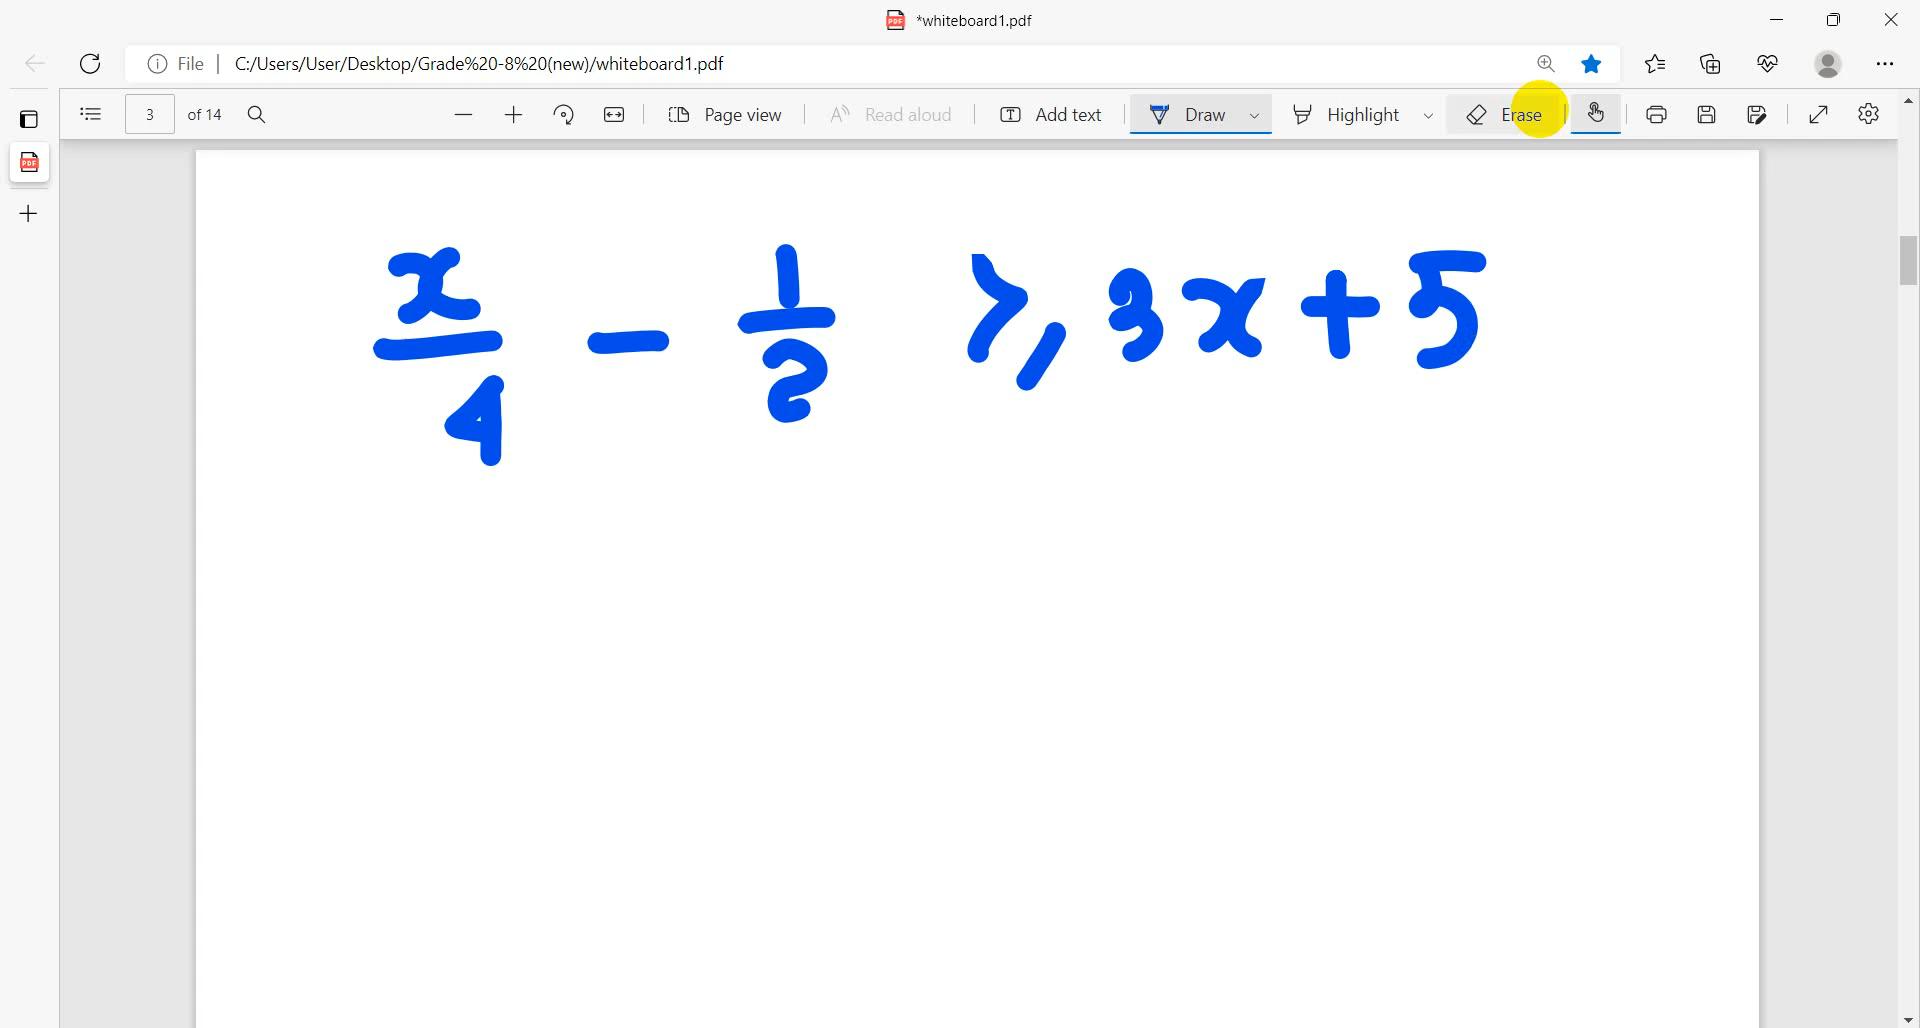 *whiteboard1.pdf
File | C:/Users/User/Desktop/Grade%20-8%20(new)/whiteboard1.pdf
3 of 14 Page view Read aloud Add text Draw Highlight Erase
x/4 - 1/2 ⩾ 3x + 5